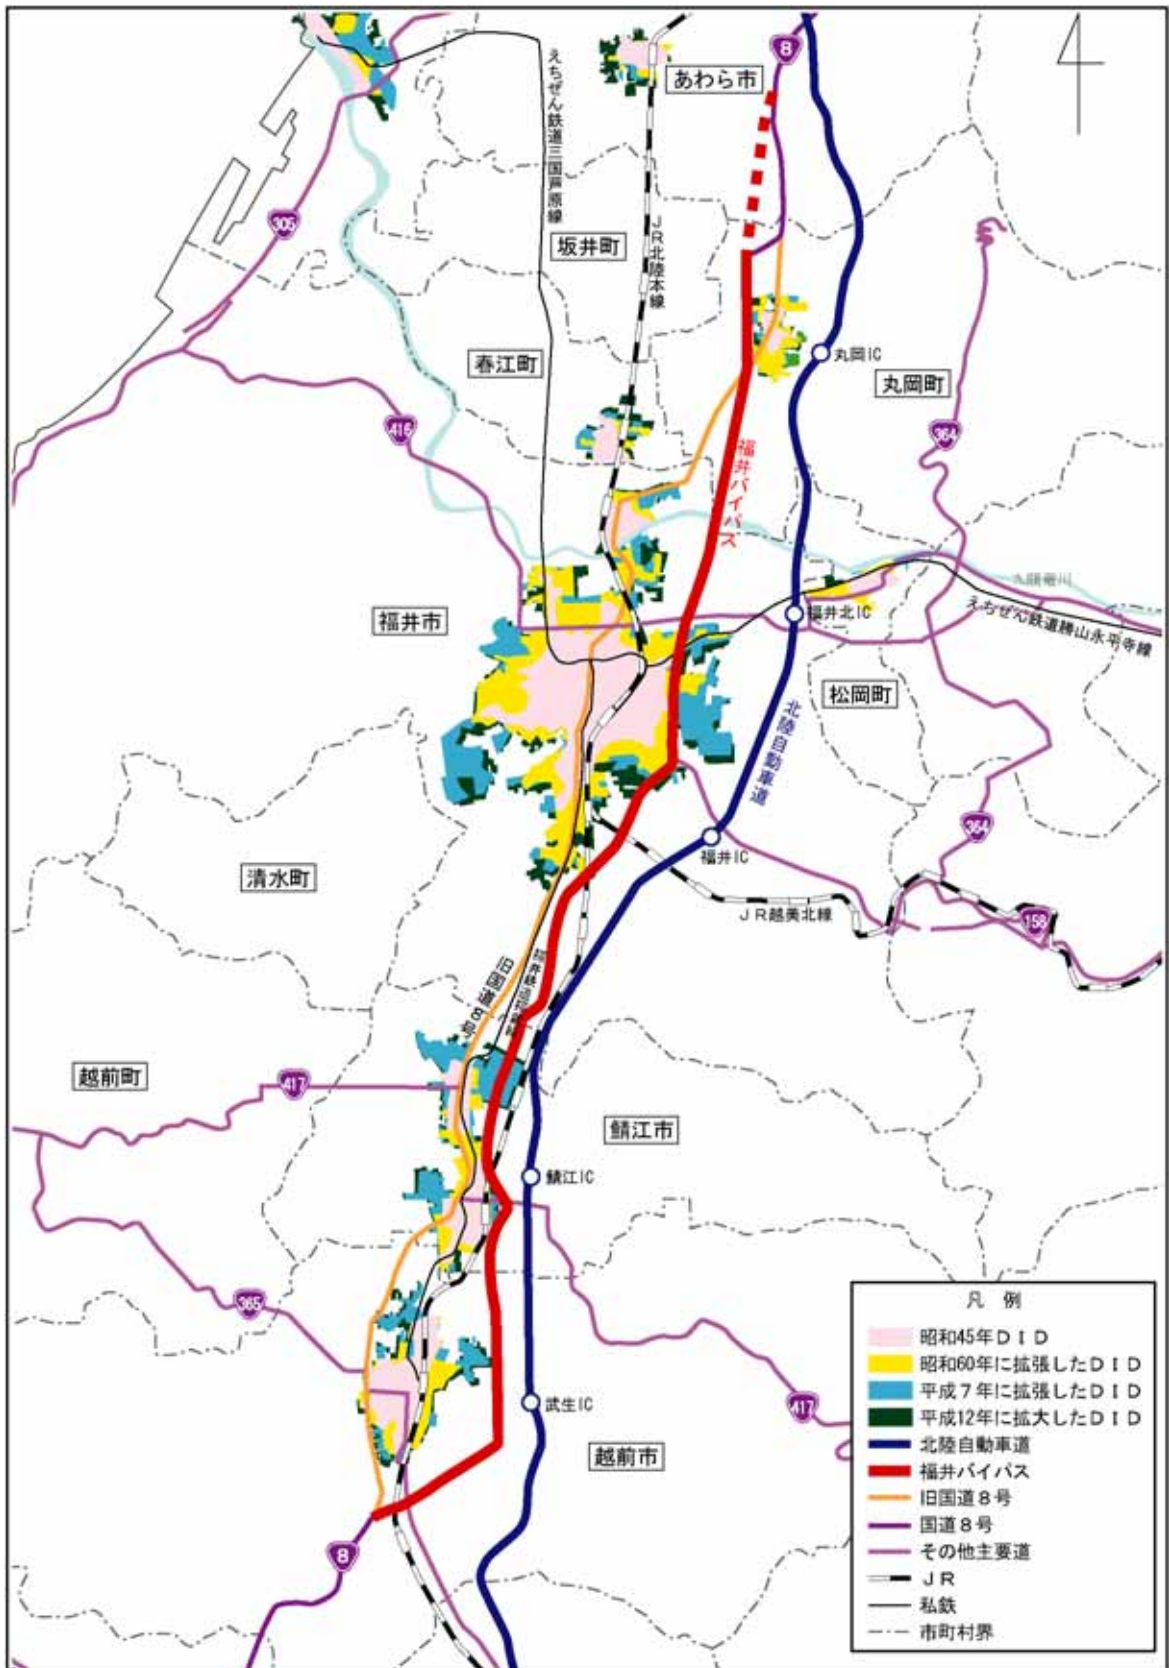 8
あわら市
えちぜん鉄道三国芦原線
305
坂井町
JR北陸本線
春江町
丸岡IC
丸岡町
416
364
福井バイパス
九頭竜川
福井北IC
えちぜん鉄道勝山永平寺線
福井市
松岡町
北陸自動車道
364
福井IC
清水町
JR越美北線
158
旧国道8号
越前町
417
鯖江市
鯖江IC
365
武生IC
417
越前市
8
凡 例
昭和45年DID
昭和60年に拡張したDID
平成7年に拡張したDID
平成12年に拡大したDID
北陸自動車道
福井バイパス
旧国道8号
国道8号
その他主要道
JR
私鉄
市町村界